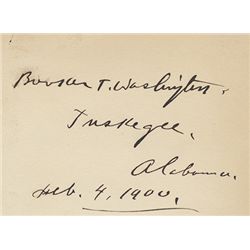 Booker T. Washington.
Tuskegee,
Alabama.
Feb. 4, 1900.